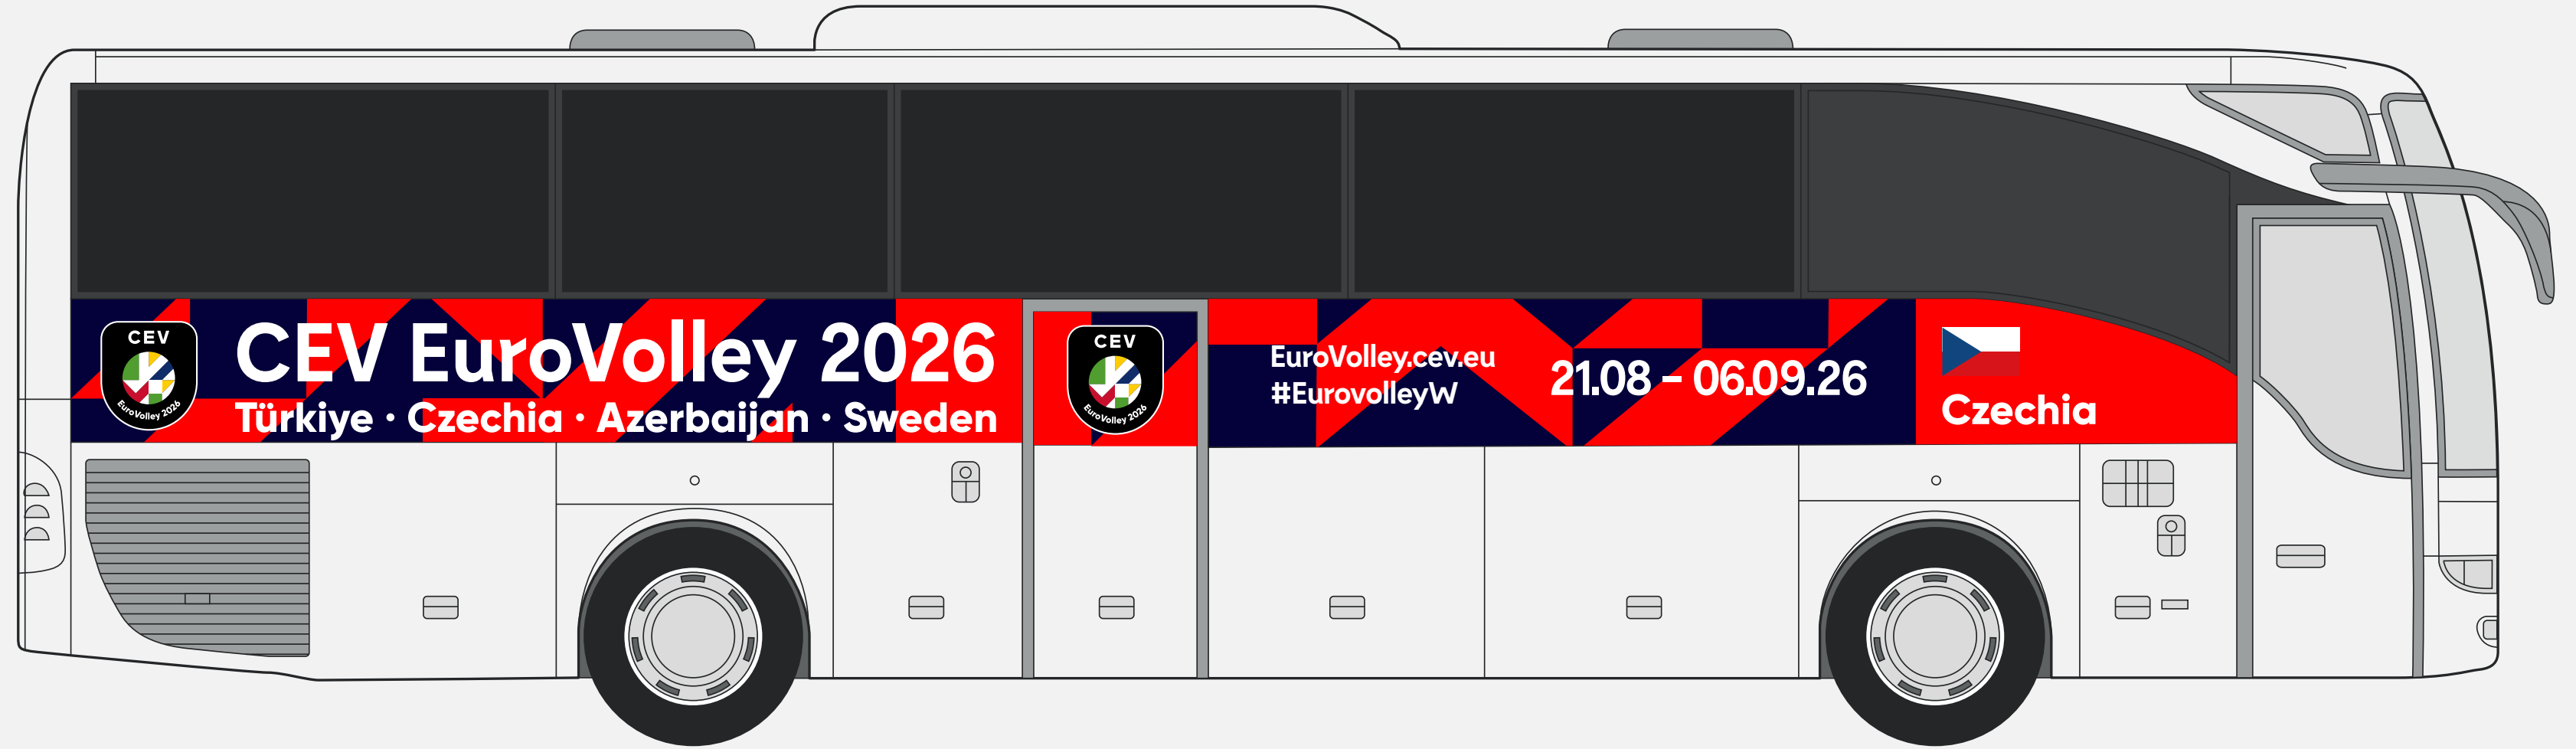 CEV
EuroVolley 2026
CEV EuroVolley 2026
Türkiye · Czechia · Azerbaijan · Sweden
CEV
EuroVolley 2026
EuroVolley.cev.eu
#EurovolleyW
21.08 – 06.09.26
Czechia